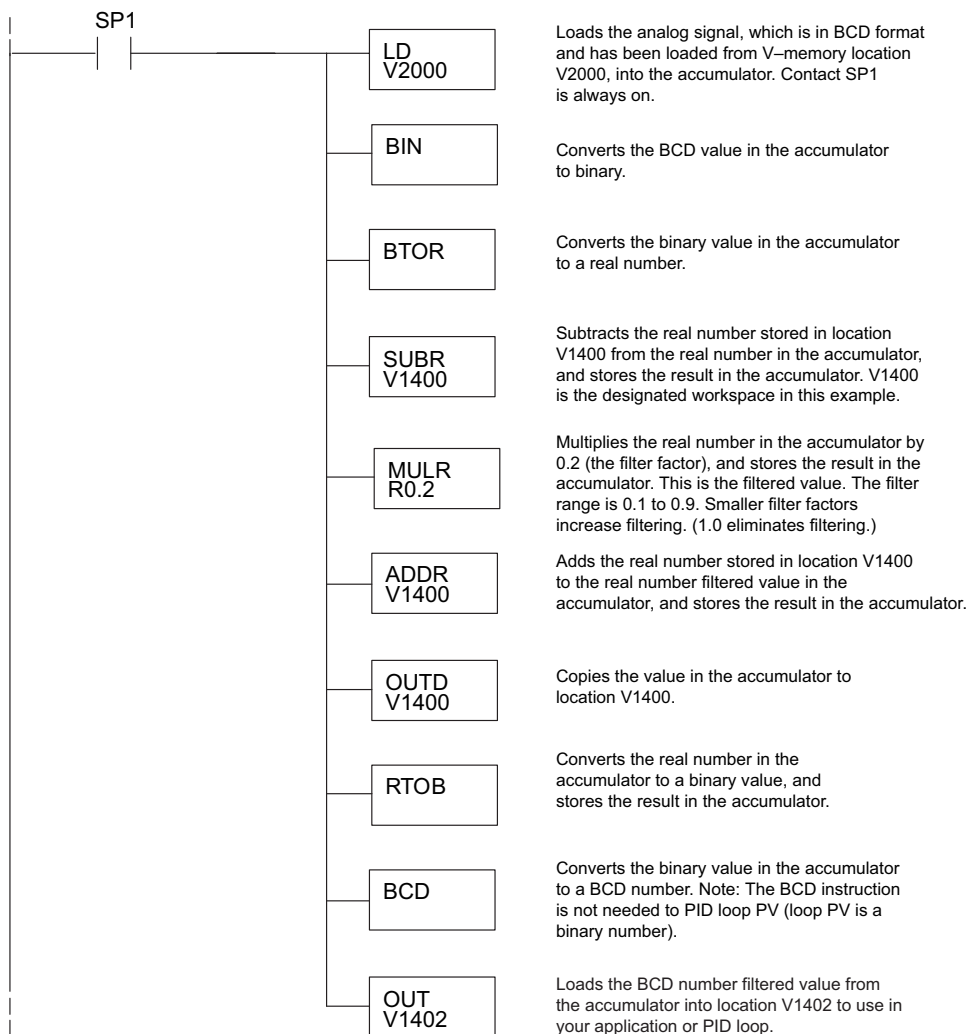 SP1
LD
V2000
Loads the analog signal, which is in BCD format
and has been loaded from V–memory location
V2000, into the accumulator. Contact SP1
is always on.
BIN
Converts the BCD value in the accumulator
to binary.
BTOR
Converts the binary value in the accumulator
to a real number.
SUBR
V1400
Subtracts the real number stored in location
V1400 from the real number in the accumulator,
and stores the result in the accumulator. V1400
is the designated workspace in this example.
MULR
R0.2
Multiplies the real number in the accumulator by
0.2 (the filter factor), and stores the result in the
accumulator. This is the filtered value. The filter
range is 0.1 to 0.9. Smaller filter factors
increase filtering. (1.0 eliminates filtering.)
ADDR
V1400
Adds the real number stored in location V1400
to the real number filtered value in the
accumulator, and stores the result in the accumulator.
OUTD
V1400
Copies the value in the accumulator to
location V1400.
RTOB
Converts the real number in the
accumulator to a binary value, and
stores the result in the accumulator.
BCD
Converts the binary value in the accumulator
to a BCD number. Note: The BCD instruction
is not needed to PID loop PV (loop PV is a
binary number).
OUT
V1402
Loads the BCD number filtered value from
the accumulator into location V1402 to use in
your application or PID loop.